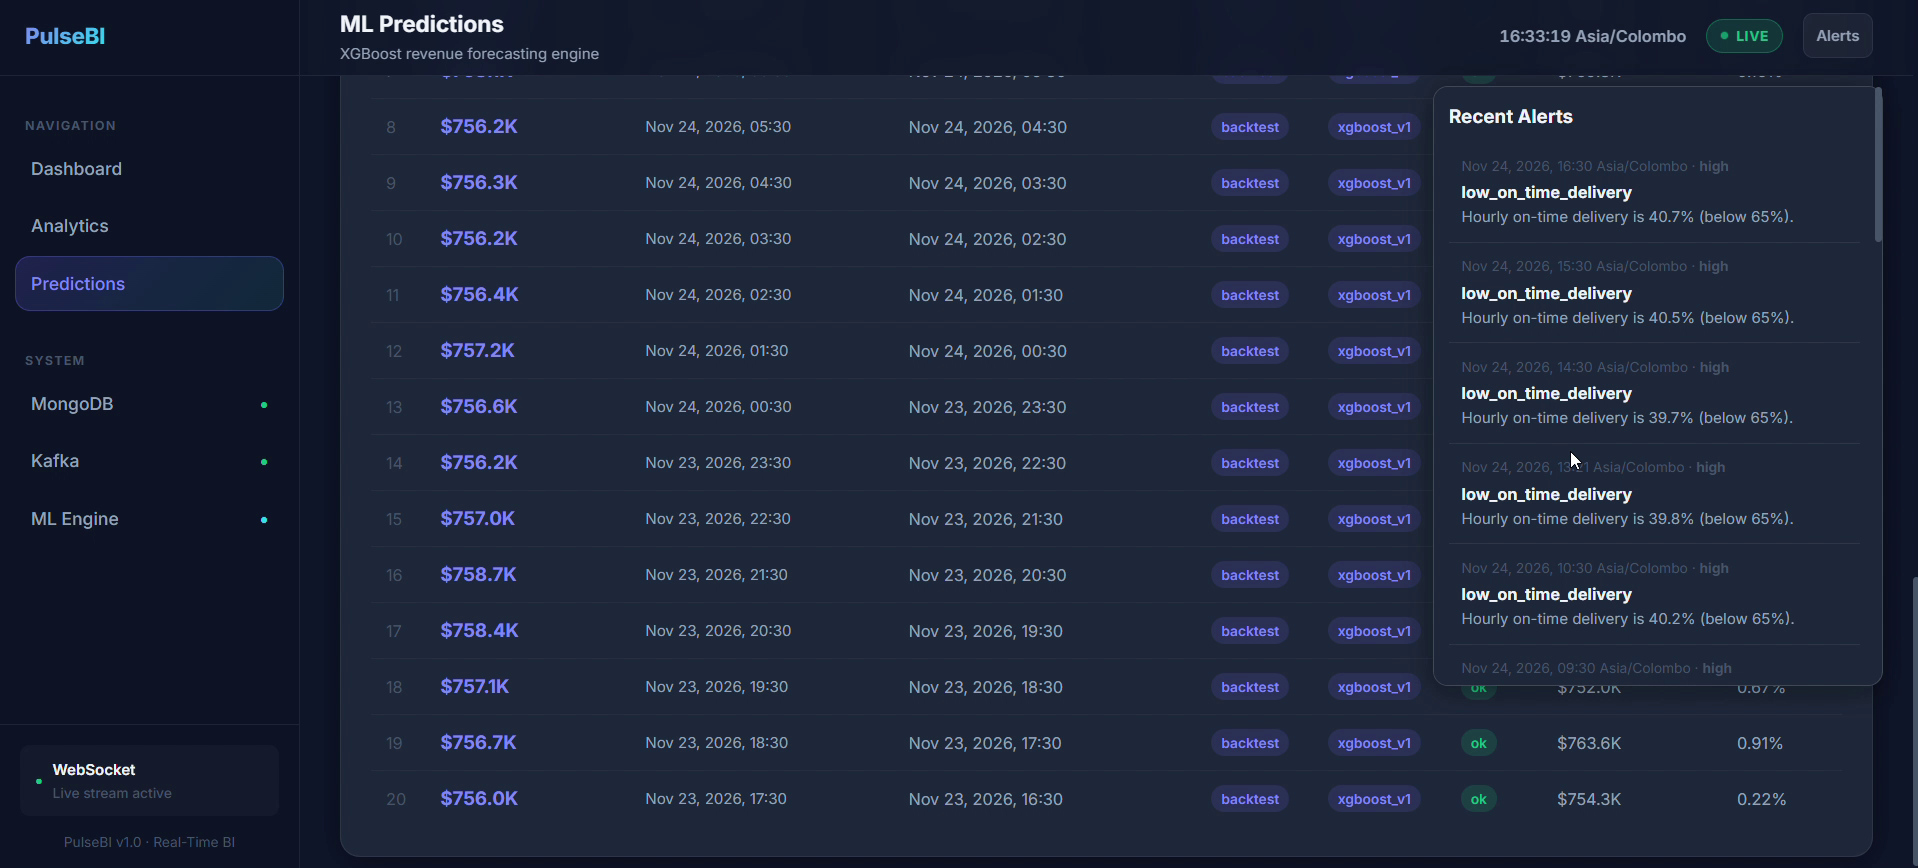 PulseBI
ML Predictions
XGBoost revenue forecasting engine
16:33:19 Asia/Colombo
LIVE
Alerts
NAVIGATION
Dashboard
Analytics
Predictions
SYSTEM
MongoDB
Kafka
ML Engine
WebSocket
Live stream active
PulseBI v1.0 · Real-Time BI
8 $756.2K Nov 24, 2026, 05:30 Nov 24, 2026, 04:30 backtest xgboost_v1
9 $756.3K Nov 24, 2026, 04:30 Nov 24, 2026, 03:30 backtest xgboost_v1
10 $756.2K Nov 24, 2026, 03:30 Nov 24, 2026, 02:30 backtest xgboost_v1
11 $756.4K Nov 24, 2026, 02:30 Nov 24, 2026, 01:30 backtest xgboost_v1
12 $757.2K Nov 24, 2026, 01:30 Nov 24, 2026, 00:30 backtest xgboost_v1
13 $756.6K Nov 24, 2026, 00:30 Nov 23, 2026, 23:30 backtest xgboost_v1
14 $756.2K Nov 23, 2026, 23:30 Nov 23, 2026, 22:30 backtest xgboost_v1
15 $757.0K Nov 23, 2026, 22:30 Nov 23, 2026, 21:30 backtest xgboost_v1
16 $758.7K Nov 23, 2026, 21:30 Nov 23, 2026, 20:30 backtest xgboost_v1
17 $758.4K Nov 23, 2026, 20:30 Nov 23, 2026, 19:30 backtest xgboost_v1
18 $757.1K Nov 23, 2026, 19:30 Nov 23, 2026, 18:30 backtest xgboost_v1 ok $752.0K 0.67%
19 $756.7K Nov 23, 2026, 18:30 Nov 23, 2026, 17:30 backtest xgboost_v1 ok $763.6K 0.91%
20 $756.0K Nov 23, 2026, 17:30 Nov 23, 2026, 16:30 backtest xgboost_v1 ok $754.3K 0.22%
Recent Alerts
Nov 24, 2026, 16:30 Asia/Colombo · high
low_on_time_delivery
Hourly on-time delivery is 40.7% (below 65%).
Nov 24, 2026, 15:30 Asia/Colombo · high
low_on_time_delivery
Hourly on-time delivery is 40.5% (below 65%).
Nov 24, 2026, 14:30 Asia/Colombo · high
low_on_time_delivery
Hourly on-time delivery is 39.7% (below 65%).
Nov 24, 2026, Asia/Colombo · high
low_on_time_delivery
Hourly on-time delivery is 39.8% (below 65%).
Nov 24, 2026, 10:30 Asia/Colombo · high
low_on_time_delivery
Hourly on-time delivery is 40.2% (below 65%).
Nov 24, 2026, 09:30 Asia/Colombo · high